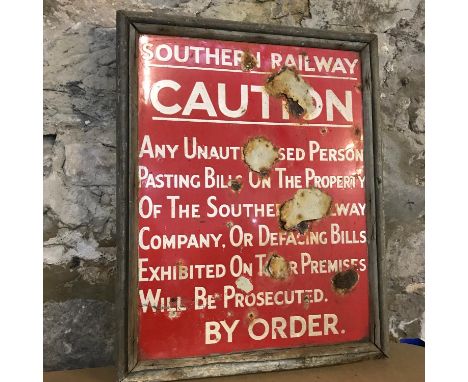 SOUTHERN RAILWAY
CAUTION
ANY UNAUTHORISED PERSON
PASTING BILLS ON THE PROPERTY
OF THE SOUTHERN RAILWAY
COMPANY, OR DEFACING BILLS
EXHIBITED ON THEIR PREMISES
WILL BE PROSECUTED.
BY ORDER.